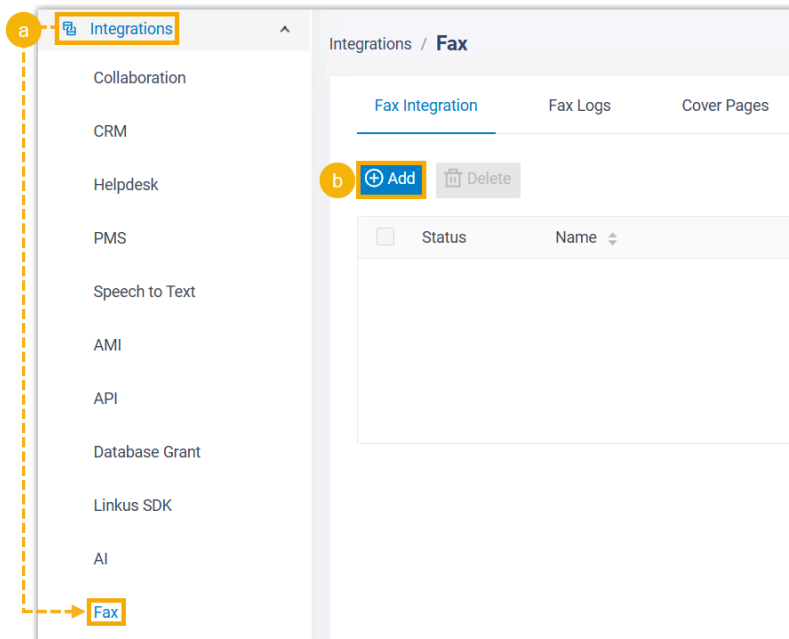 a
Integrations
Collaboration
CRM
Helpdesk
PMS
Speech to Text
AMI
API
Database Grant
Linkus SDK
AI
Fax
Integrations / Fax
Fax Integration Fax Logs Cover Pages
b Add Delete
Status Name